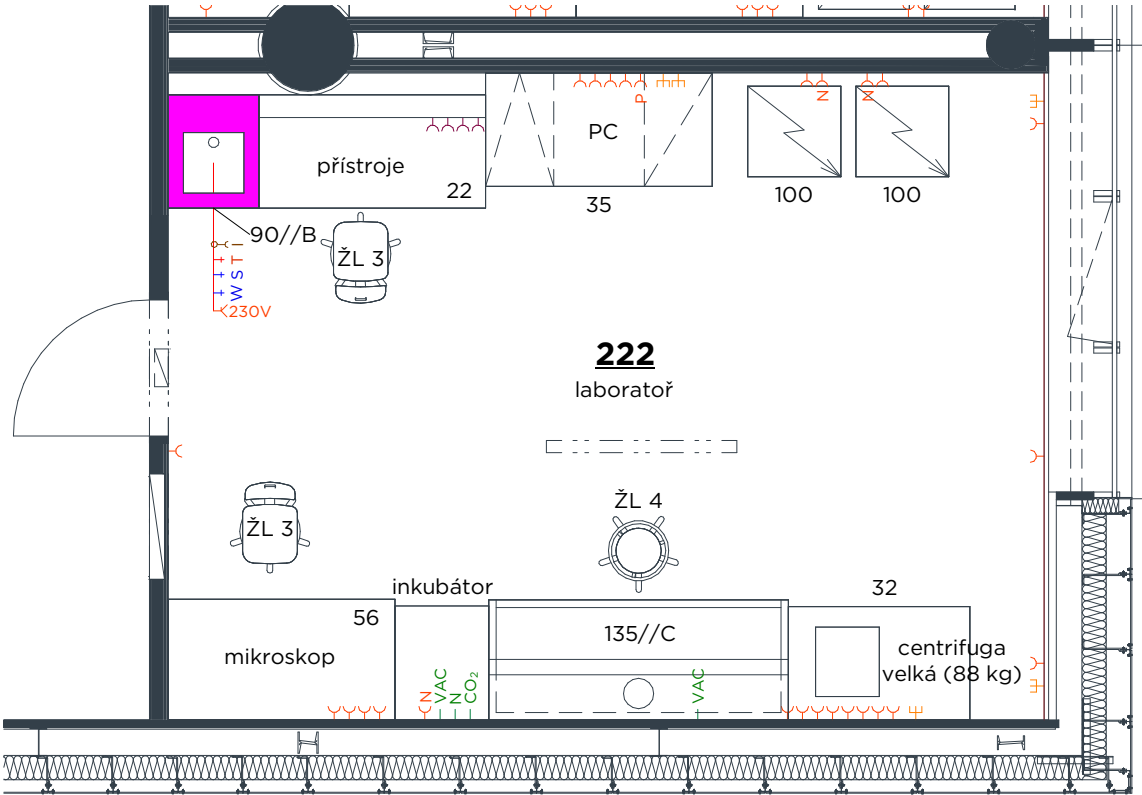 P
N
N
E
PC
přístroje
22
35
100
100
90//B
I
T
S
W
230V
ŽL 3
222
laboratoř
ŽL 4
ŽL 3
inkubátor
32
56
135//C
mikroskop
centrifuga
velká (88 kg)
N
VAC
N
CO₂
VAC
E
E